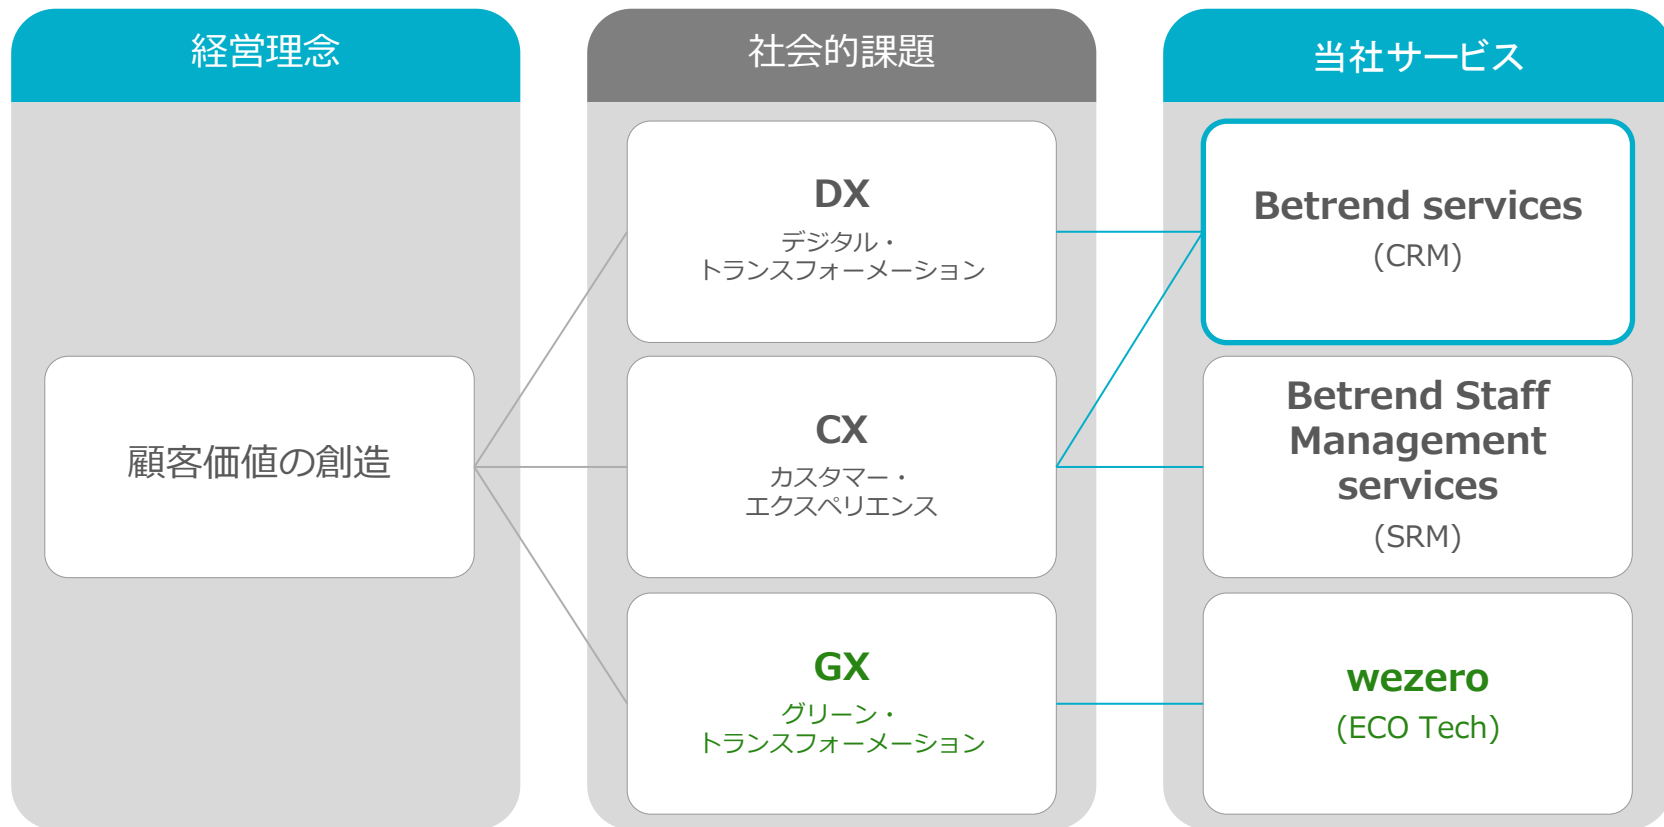 経営理念
顧客価値の創造
社会的課題
DX
デジタル・
トランスフォーメーション
CX
カスタマー・
エクスペリエンス
GX
グリーン・
トランスフォーメーション
当社サービス
Betrend services
(CRM)
Betrend Staff
Management
services
(SRM)
wezero
(ECO Tech)